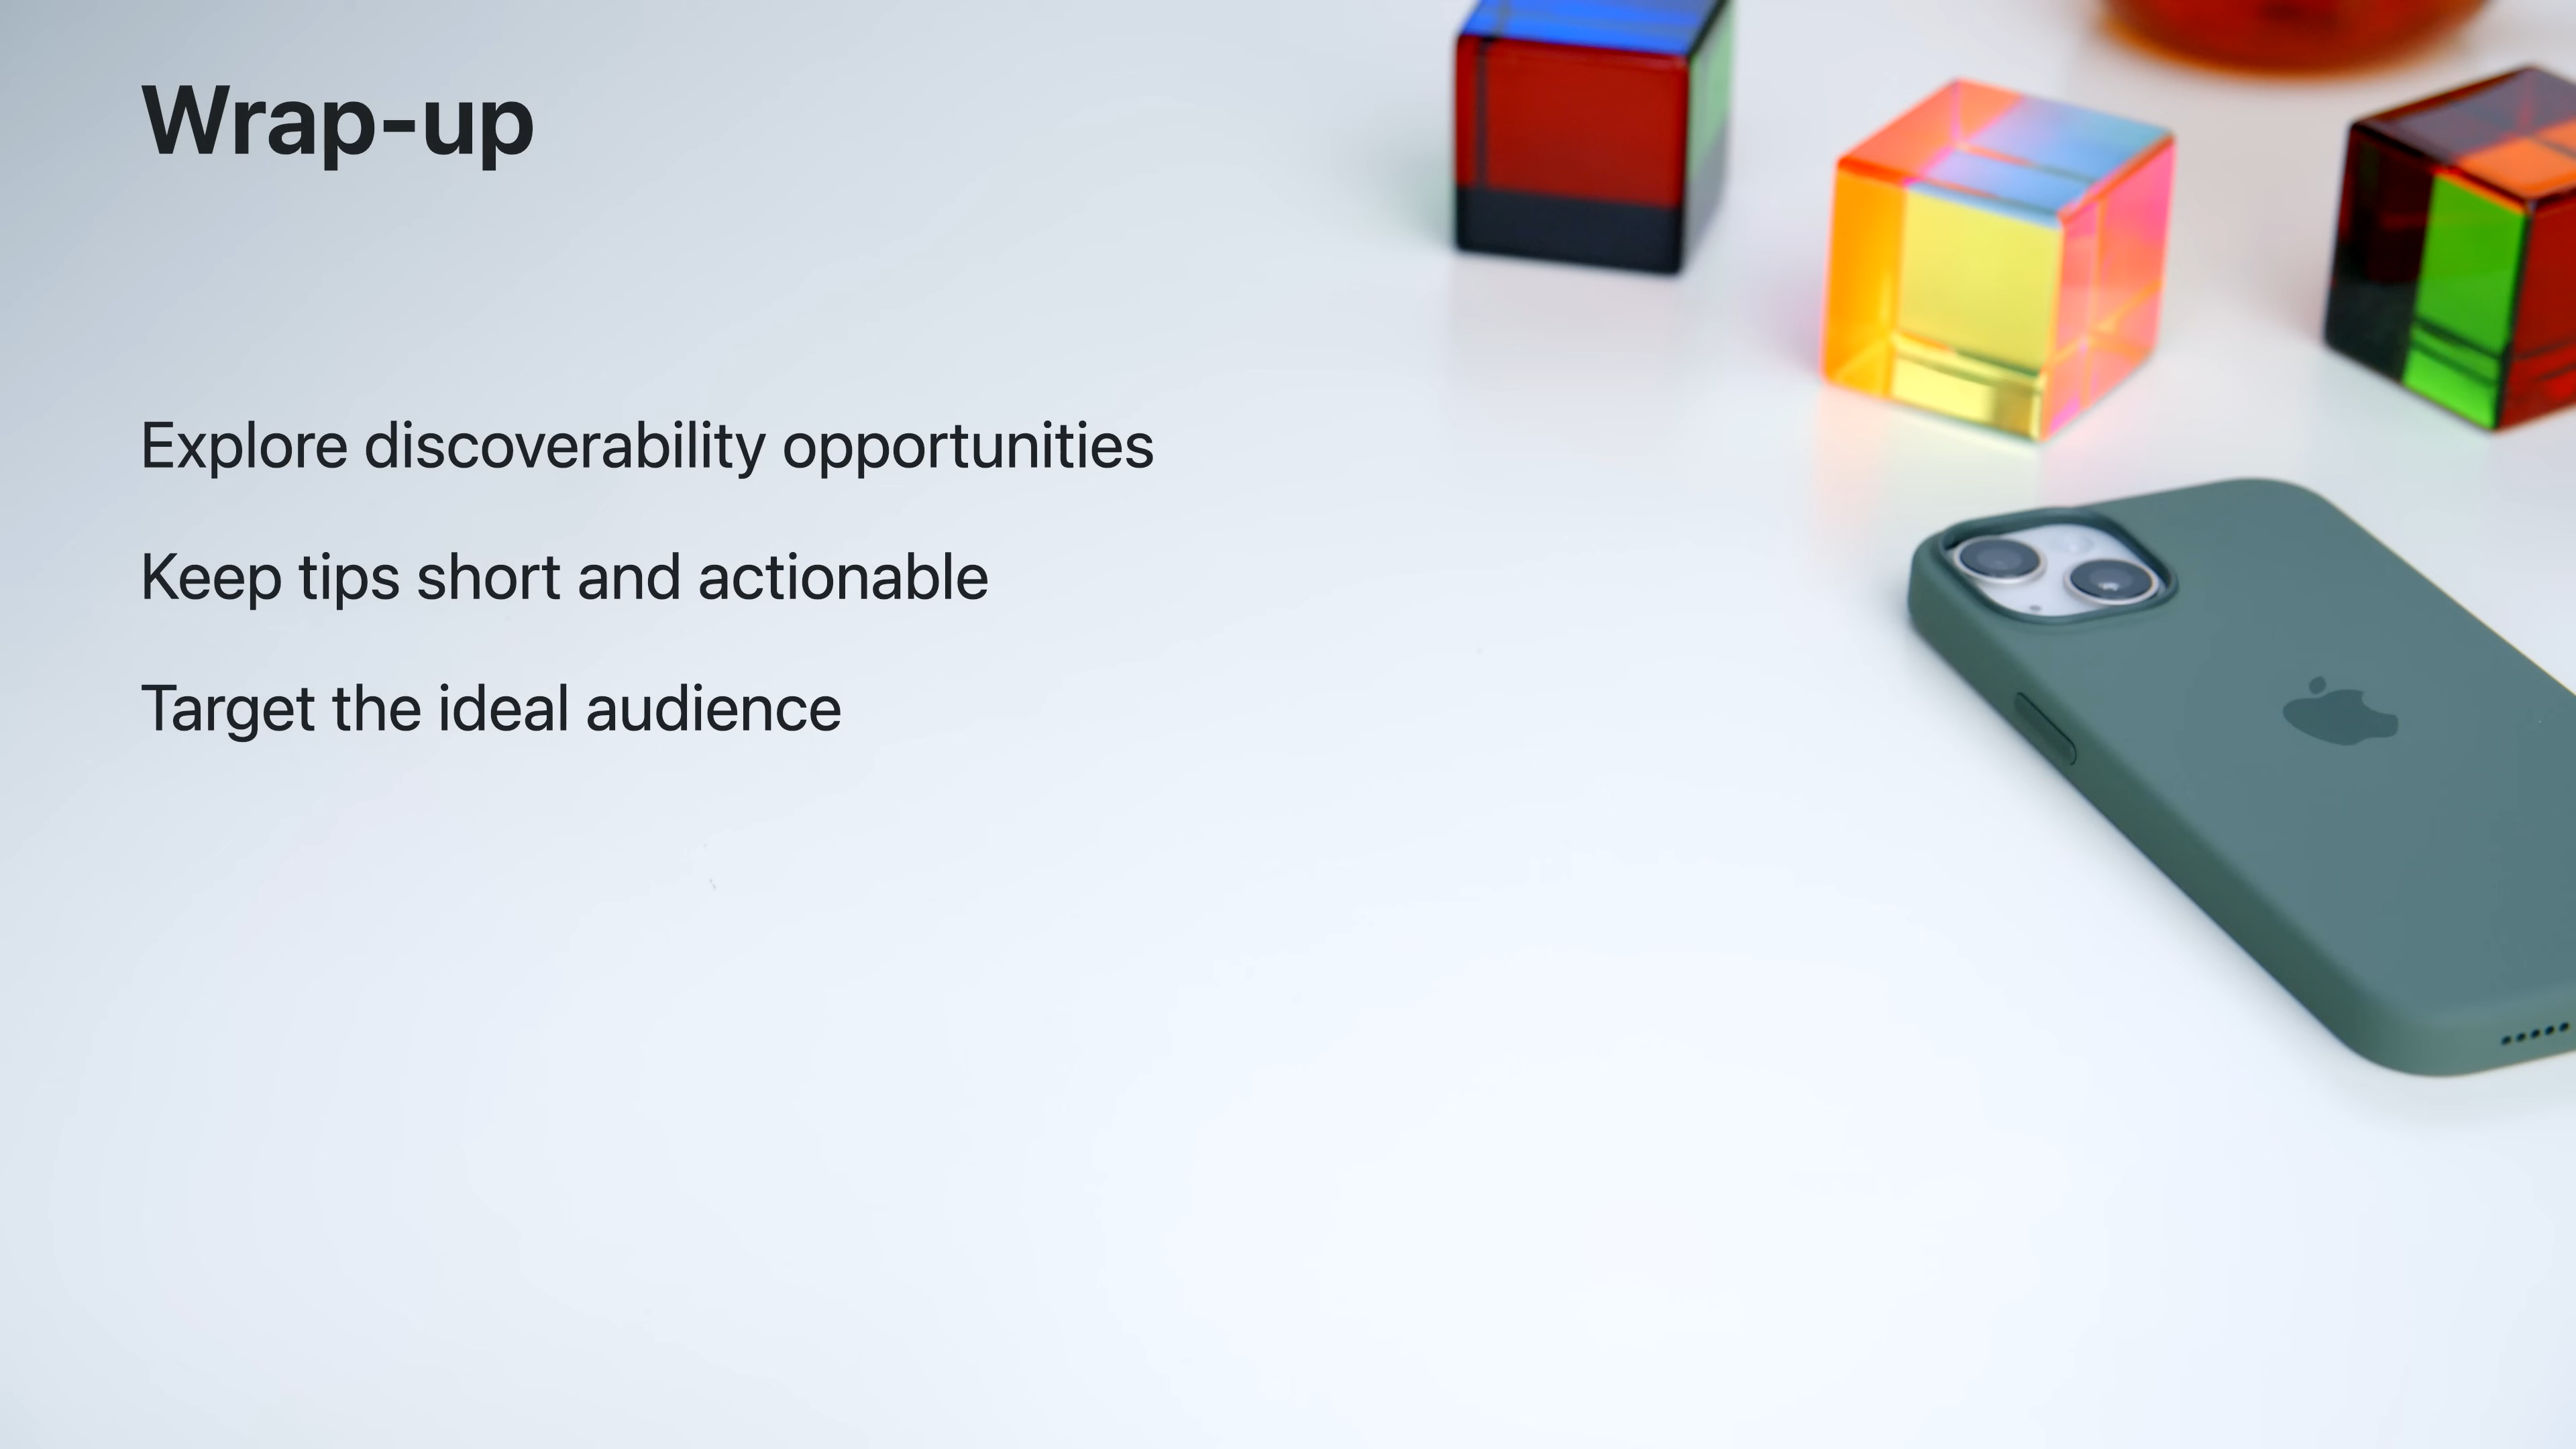 Wrap-up
Explore discoverability opportunities
Keep tips short and actionable
Target the ideal audience